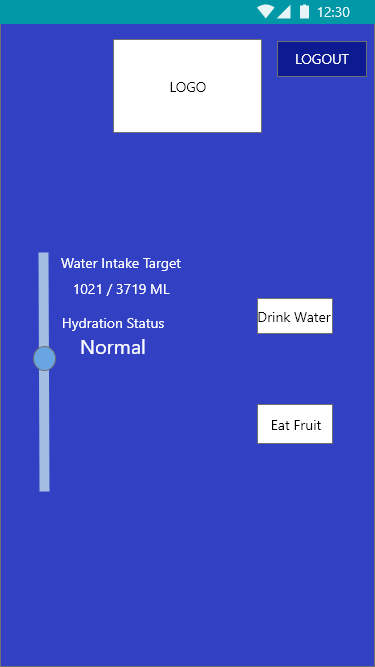 12:30
LOGO
LOGOUT
Water Intake Target
1021 / 3719 ML
Hydration Status
Normal
Drink Water
Eat Fruit